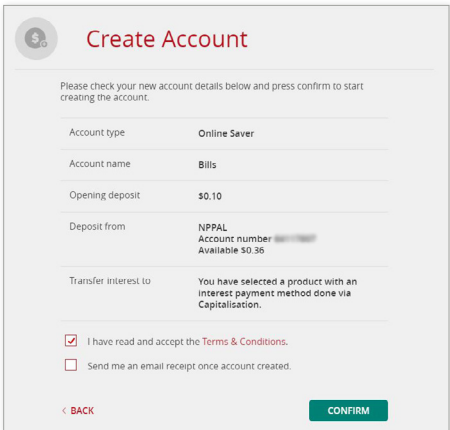 Create Account
Please check your new account details below and press confirm to start
creating the account.
Account type Online Saver
Account name Bills
Opening deposit $0.10
Deposit from NPPAL
Account number
Available $0.36
Transfer interest to You have selected a product with an
interest payment method done via
Capitalisation.
I have read and accept the Terms & Conditions.
Send me an email receipt once account created.
< BACK CONFIRM